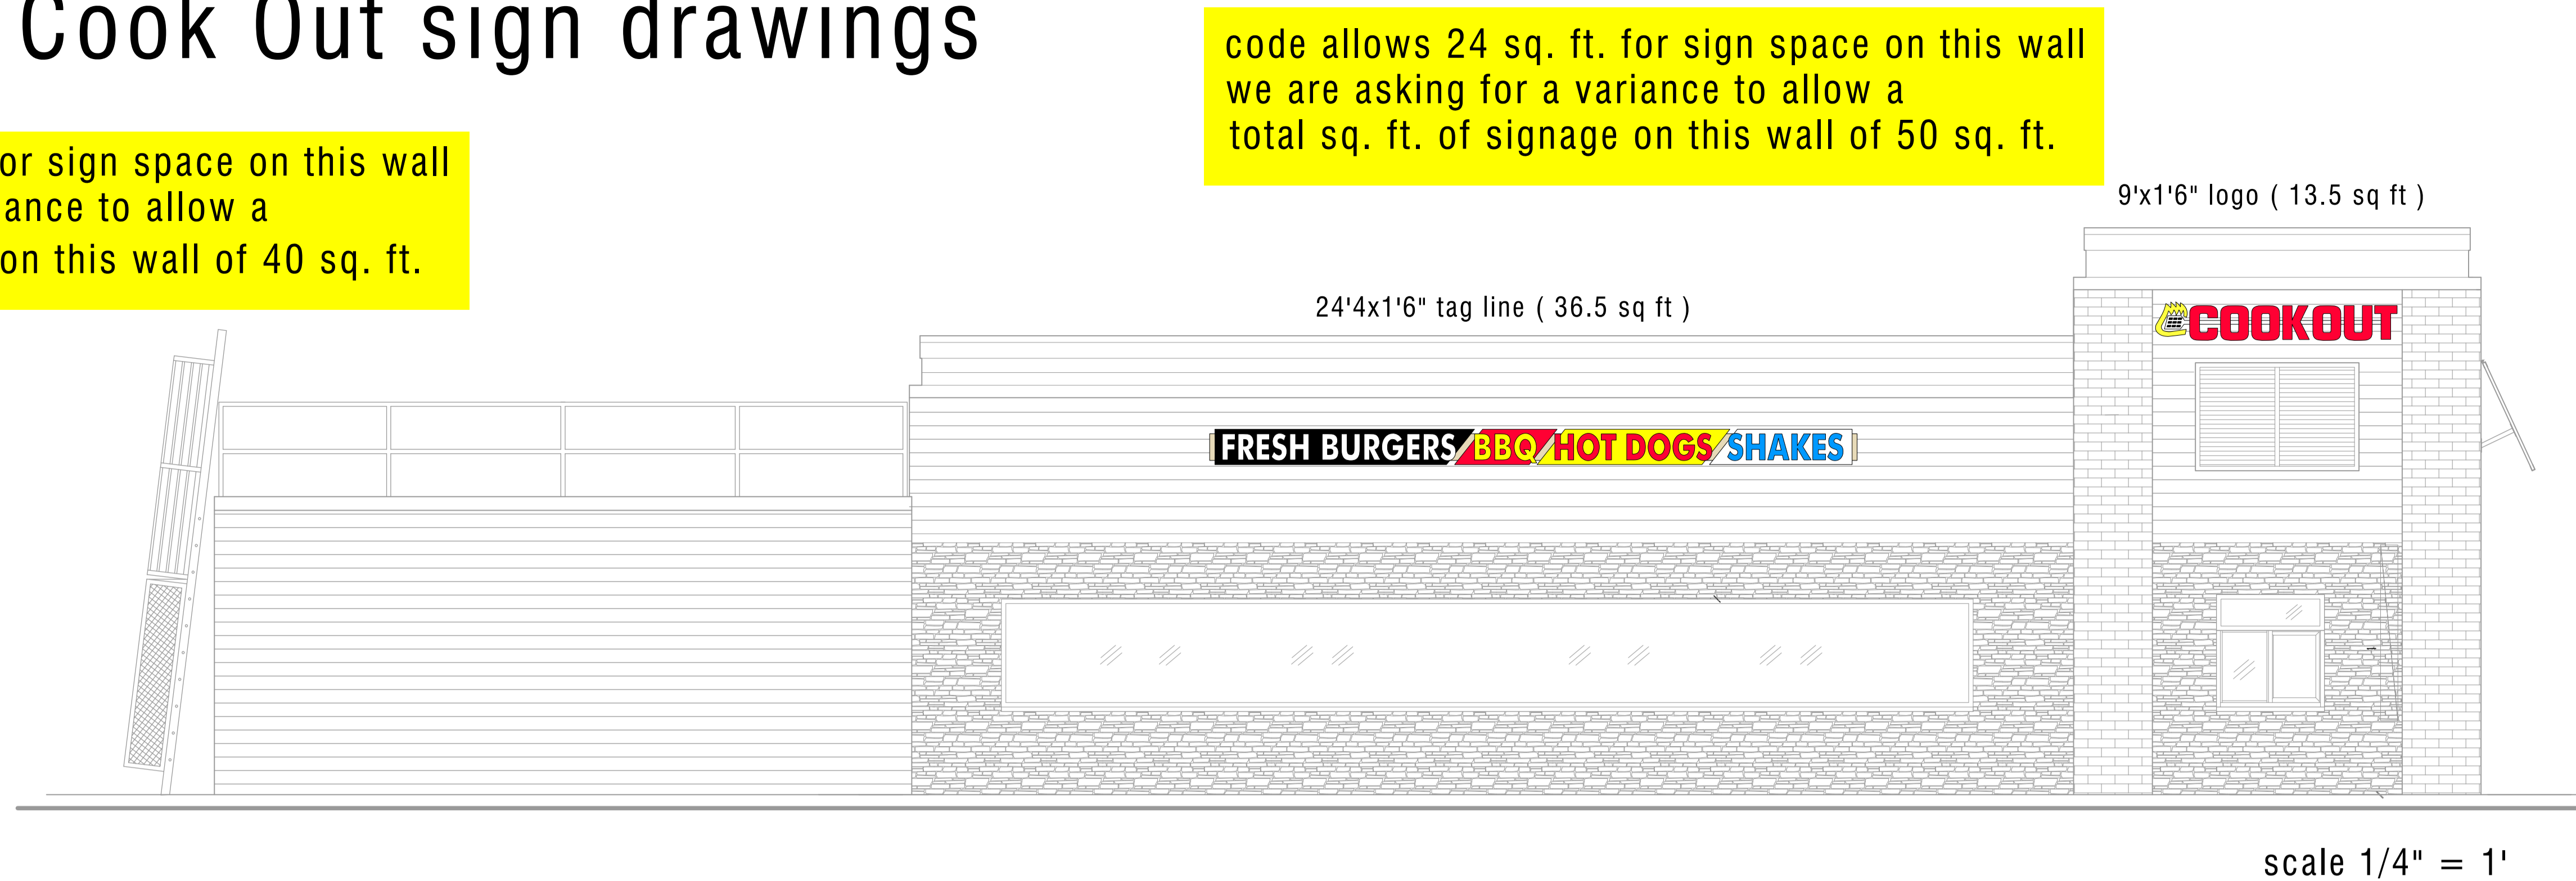 Cook Out sign drawings
code allows 24 sq. ft. for sign space on this wall
we are asking for a variance to allow a
total sq. ft. of signage on this wall of 50 sq. ft.
or sign space on this wall
ance to allow a
on this wall of 40 sq. ft.
9'x1'6" logo ( 13.5 sq ft )
24'4x1'6" tag line ( 36.5 sq ft )
COOKOUT
FRESH BURGERS BBQ HOT DOGS SHAKES
scale 1/4" = 1'